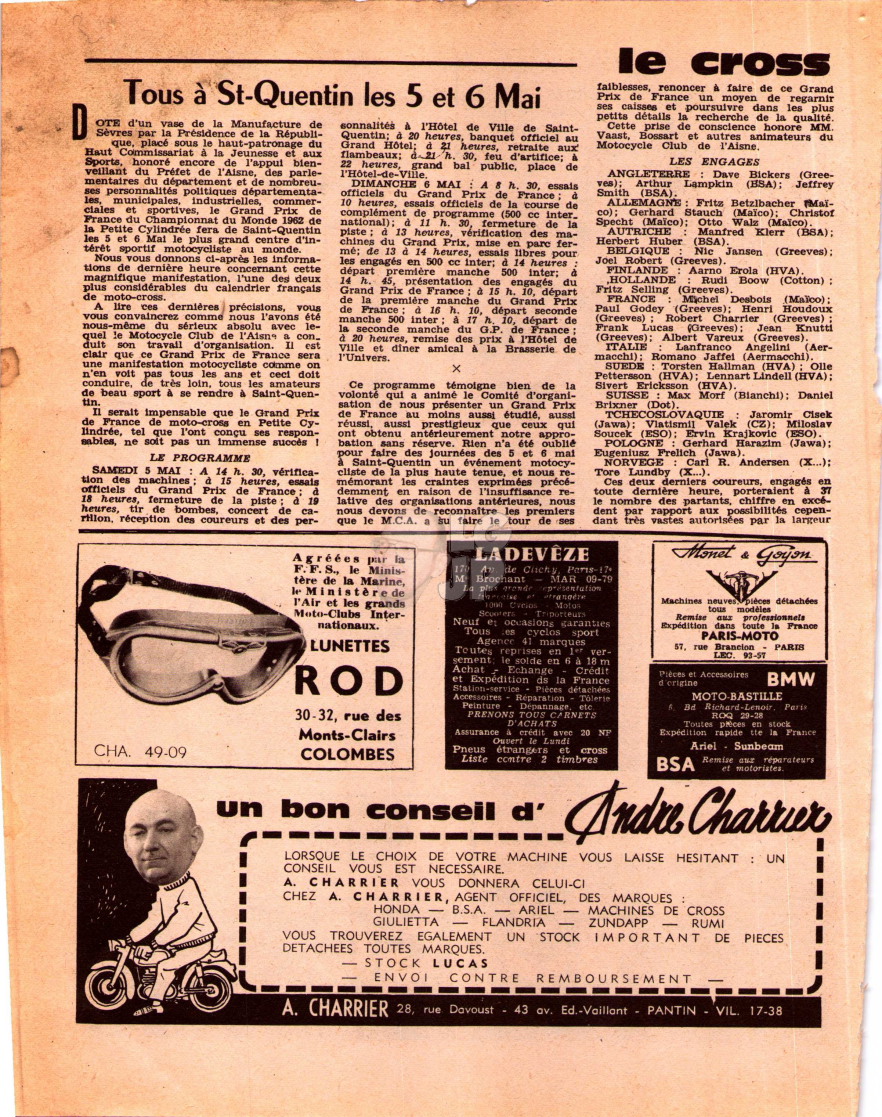 le cross
Tous à St-Quentin les 5 et 6 Mai
DOTE d'un vase de la Manufacture de
Sèvres par la Présidence de la Républi-
que, placé sous le haut-patronage du
Haut Commissariat à la Jeunesse et aux
Sports, honoré encore de l'appui bien-
veillant du Préfet de l'Aisne, des parle-
mentaires du département et de nombreu-
ses personnalités politiques départementa-
les, municipales, industrielles, commer-
ciales et sportives, le Grand Prix de
France du Championnat du Monde 1962 de
la Petite Cylindrée fera de Saint-Quentin
les 5 et 6 Mai le plus grand centre d'in-
térêt sportif motocycliste au monde.
Nous vous donnons ci-après les informa-
tions de dernière heure concernant cette
magnifique manifestation, l'une des deux
plus considérables du calendrier français
de moto-cross.
A lire ces dernières précisions, vous
vous convaincrez comme nous l'avons été
nous-même du sérieux absolu avec le-
quel le Motocycle Club de l'Aisne a con-
duit son travail d'organisation. Il est
clair que ce Grand Prix de France sera
une manifestation motocycliste comme on
n'en voit pas tous les ans et ceci doit
conduire, de très loin, tous les amateurs
de beau sport à se rendre à Saint-Quen-
tin.
Il serait impensable que le Grand Prix
de France de moto-cross en Petite Cy-
lindrée, tel que l'ont conçu ses respon-
sables, ne soit pas un immense succès !
LE PROGRAMME
SAMEDI 5 MAI : A 14 h. 30, vérifica-
tion des machines ; à 15 heures, essais
officiels du Grand Prix de France ; à
18 heures, fermeture de la piste ; à 19
heures, tir de bombes, concert de ca-
rillon, réception des coureurs et des per-
sonnalités à l'Hôtel de Ville de Saint-
Quentin; à 20 heures, banquet officiel au
Grand Hôtel; à 21 heures, retraite aux
flambeaux; à 21 h. 30, feu d'artifice; à
22 heures, grand bal public, place de
l'Hôtel-de-Ville.
DIMANCHE 6 MAI : A 8 h. 30, essais
officiels du Grand Prix de France ; à
10 heures, essais officiels de la course de
complément de programme (500 cc inter
national) ; à 11 h. 30, fermeture de la
piste ; à 13 heures, vérification des ma-
chines du Grand Prix, mise en parc fer-
mé; de 13 à 14 heures, essais libres pour
les engagés en 500 cc inter; à 14 heures :
départ première manche 500 inter; à
14 h. 45, présentation des engagés du
Grand Prix de France ; à 15 h. 10, départ
de la première manche du Grand Prix
de France ; à 16 h. 10, départ seconde
manche 500 inter ; à 17 h. 10, départ de
la seconde manche du G.P. de France ;
à 20 heures, remise des prix à l'Hôtel de
Ville et dîner amical à la Brasserie de
l'Univers.
×
Ce programme témoigne bien de la
volonté qui a animé le Comité d'organi-
sation de nous présenter un Grand Prix
de France au moins aussi étudié, aussi
réussi, aussi prestigieux que ceux qui
ont obtenu antérieurement notre appro-
bation sans réserve. Rien n'a été oublié
pour faire des journées des 5 et 6 mai
à Saint-Quentin un événement motocy-
cliste de la plus haute tenue, et nous re-
mémorant les craintes exprimées précé-
demment en raison de l'insuffisance re-
lative des organisations antérieures, nous
nous devons de reconnaître les premiers
que le M.C.A. a su faire le tour de ses
faiblesses, renoncer à faire de ce Grand
Prix de France un moyen de regarnir
ses caisses et poursuivre dans les plus
petits détails la recherche de la qualité.
Cette prise de conscience honore MM.
Vaast, Bossart et autres animateurs du
Motocycle Club de l'Aisne.
LES ENGAGES
ANGLETERRE : Dave Bickers (Gree-
ves); Arthur Lampkin (BSA); Jeffrey
Smith (BSA).
ALLEMAGNE : Fritz Betzlbacher (Maï-
co); Gerhard Stauch (Maïco); Christof
Specht (Maïco); Otto Walz (Maïco).
AUTRICHE : Manfred Klerr (BSA);
Herbert Huber (BSA).
BELGIQUE : Nic Jansen (Greeves);
Joel Robert (Greeves).
FINLANDE : Aarno Erola (HVA).
HOLLANDE : Rudi Boow (Cotton) ;
Fritz Selling (Greeves).
FRANCE : Michel Desbois (Maïco);
Paul Godey (Greeves); Henri Houdoux
(Greeves) ; Robert Charrier (Greeves) ;
Frank Lucas (Greeves); Jean Knutti
(Greeves); Albert Vareux (Greeves).
ITALIE : Lanfranco Angelini (Aer-
macchi); Romano Jaffei (Aermacchi).
SUEDE : Torsten Hallman (HVA) ; Olle
Pettersson (HVA); Lennart Lindell (HVA);
Sivert Ericksson (HVA).
SUISSE : Max Morf (Bianchi); Daniel
Brixner (Dot).
TCHECOSLOVAQUIE : Jaromir Cisek
(Jawa); Vlatismil Valek (CZ); Miloslav
Soucek (ESO); Ervin Krajkovic (ESO).
POLOGNE : Gerhard Harazim (Jawa);
Eugeniusz Frelich (Jawa).
NORVEGE : Carl R. Andersen (X...);
Tore Lundby (X...).
Ces deux derniers coureurs, engagés en
toute dernière heure, porteraient à 37
le nombre des partants, chiffre en excé-
dent par rapport aux possibilités cepen-
dant très vastes autorisées par la largeur
Agréées par la
F.F.S., le Minis-
tère de la Marine,
le Ministère de
l'Air et les grands
Moto-Clubs Inter-
nationaux.
LUNETTES
ROD
30-32, rue des
Monts-Clairs
COLOMBES
CHA. 49-09
LADEVÈZE
170 Av. de Clichy, Paris-17e
Mo Brochant — MAR 09-79
La plus grande représentation
française et étrangère
1000 Cyclos - Motos
Scooters - Triporteurs
Neuf et occasions garanties
Tous les cyclos sport
Agence 41 marques
Toutes reprises en 1er ver-
sement, le solde en 6 à 18 m
Achat - Echange - Crédit
et Expédition ds la France
Station-service - Pièces détachées
Accessoires - Réparation - Tôlerie
Peinture - Dépannage, etc.
PRENONS TOUS CARNETS
D'ACHATS
Assurance à crédit avec 20 NF
Ouvert le Lundi
Pneus étrangers et cross
Liste contre 2 timbres
Monet & Goyon
Machines neuves, pièces détachées
tous modèles
Remise aux professionnels
Expédition dans toute la France
PARIS-MOTO
57, rue Brancion - PARIS
LEC. 93-57
Pièces et Accessoires
d'origine BMW
MOTO-BASTILLE
6, Bd Richard-Lenoir, Paris
ROQ 29-28
Toutes pièces en stock
Expédition rapide tte la France
Ariel - Sunbeam
BSA Remise aux réparateurs
et motoristes.
un bon conseil d' André Charrier
LORSQUE LE CHOIX DE VOTRE MACHINE VOUS LAISSE HESITANT : UN
CONSEIL VOUS EST NECESSAIRE.
A. CHARRIER VOUS DONNERA CELUI-CI
CHEZ A. CHARRIER, AGENT OFFICIEL, DES MARQUES :
HONDA — B.S.A. — ARIEL — MACHINES DE CROSS
GIULIETTA — FLANDRIA — ZUNDAPP — RUMI
VOUS TROUVEREZ EGALEMENT UN STOCK IMPORTANT DE PIECES
DETACHEES TOUTES MARQUES.
— STOCK LUCAS
— ENVOI CONTRE REMBOURSEMENT —
A. CHARRIER 28, rue Davoust - 43 av. Ed.-Vaillant - PANTIN - VIL. 17-38